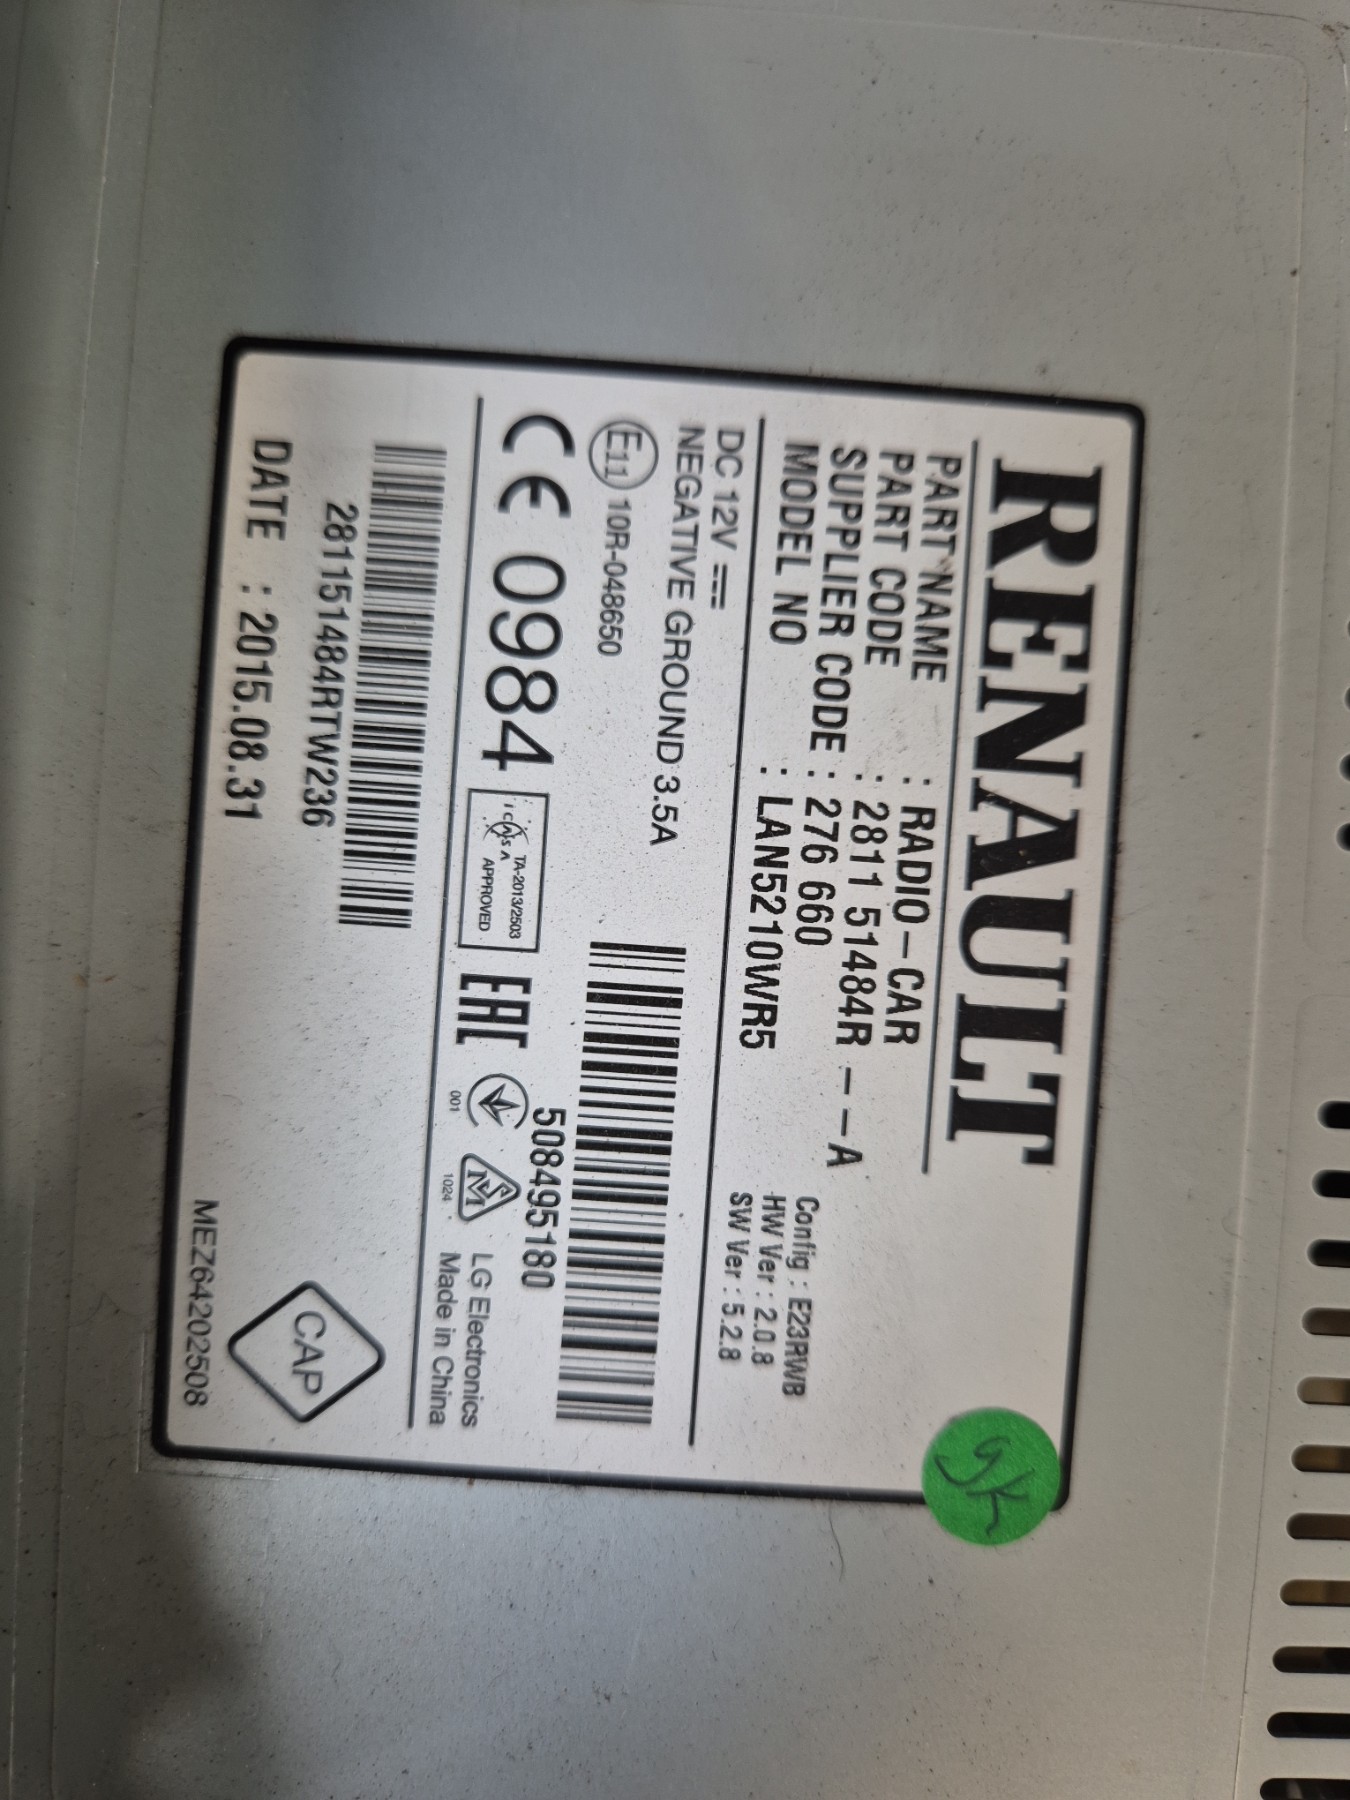 RENAULT
PART NAME : RADIO-CAR
PART CODE : 2811 51484R --A
SUPPLIER CODE : 276 660
MODEL NO : LAN5210WR5
Config : E23RWB
HW Ver : 2.0.8
SW Ver : 5.2.8
DC 12V
NEGATIVE GROUND 3.5A
E11 10R-048650
508495180
CE 0984
ICASA TA-2013/2503
APPROVED
EAC
001
1024
LG Electronics
Made in China
281151484RTW236
DATE : 2015.08.31
CAP
MEZ64202508